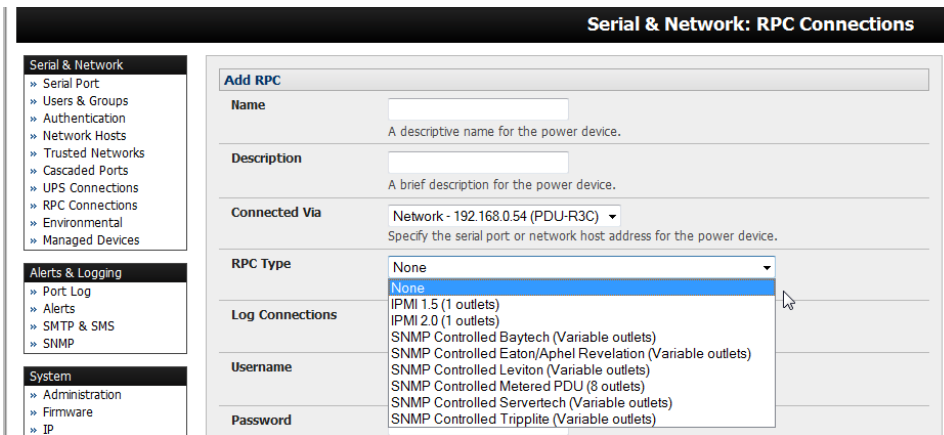 Serial & Network: RPC Connections
Serial & Network
» Serial Port
» Users & Groups
» Authentication
» Network Hosts
» Trusted Networks
» Cascaded Ports
» UPS Connections
» RPC Connections
» Environmental
» Managed Devices
Alerts & Logging
» Port Log
» Alerts
» SMTP & SMS
» SNMP
System
» Administration
» Firmware
» IP
Add RPC
Name
A descriptive name for the power device.
Description
A brief description for the power device.
Connected Via
Network - 192.168.0.54 (PDU-R3C)
Specify the serial port or network host address for the power device.
RPC Type
None
None
IPMI 1.5 (1 outlets)
IPMI 2.0 (1 outlets)
SNMP Controlled Baytech (Variable outlets)
SNMP Controlled Eaton/Aphel Revelation (Variable outlets)
SNMP Controlled Leviton (Variable outlets)
SNMP Controlled Metered PDU (8 outlets)
SNMP Controlled Servertech (Variable outlets)
SNMP Controlled Tripplite (Variable outlets)
Log Connections
Username
Password